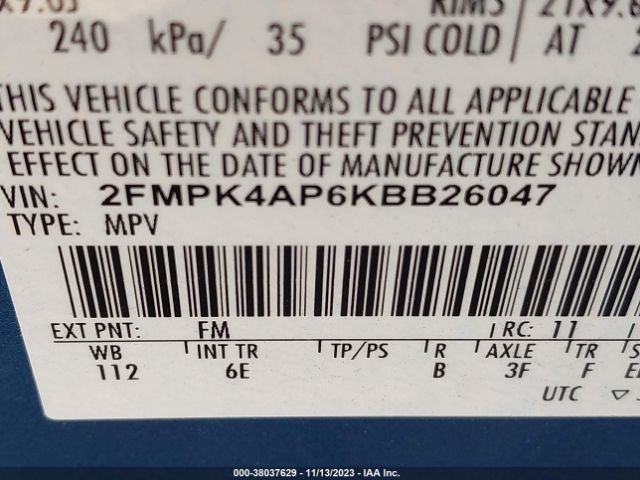 240 kPa/ 35 PSI COLD AT
THIS VEHICLE CONFORMS TO ALL APPLICABLE
VEHICLE SAFETY AND THEFT PREVENTION STAN
EFFECT ON THE DATE OF MANUFACTURE SHOWN
VIN: 2FMPK4AP6KBB26047
TYPE: MPV
EXT PNT: FM RC: 11
WB INT TR TP/PS R AXLE TR S
112 6E B 3F F
UTC
000-38037629 - 11/13/2023 - IAA Inc.